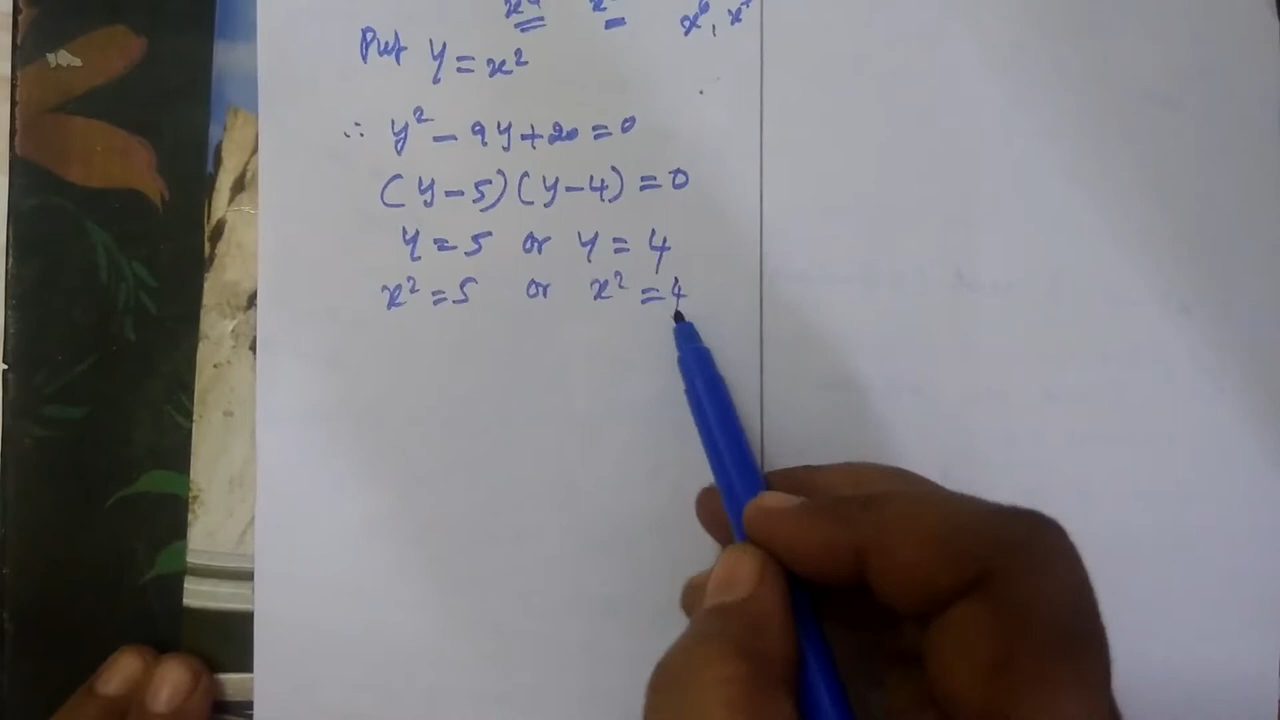 Put y = x²
∴ y² - 9y + 20 = 0
(y - 5) (y - 4) = 0
y = 5 or y = 4
x² = 5 or x² = 4